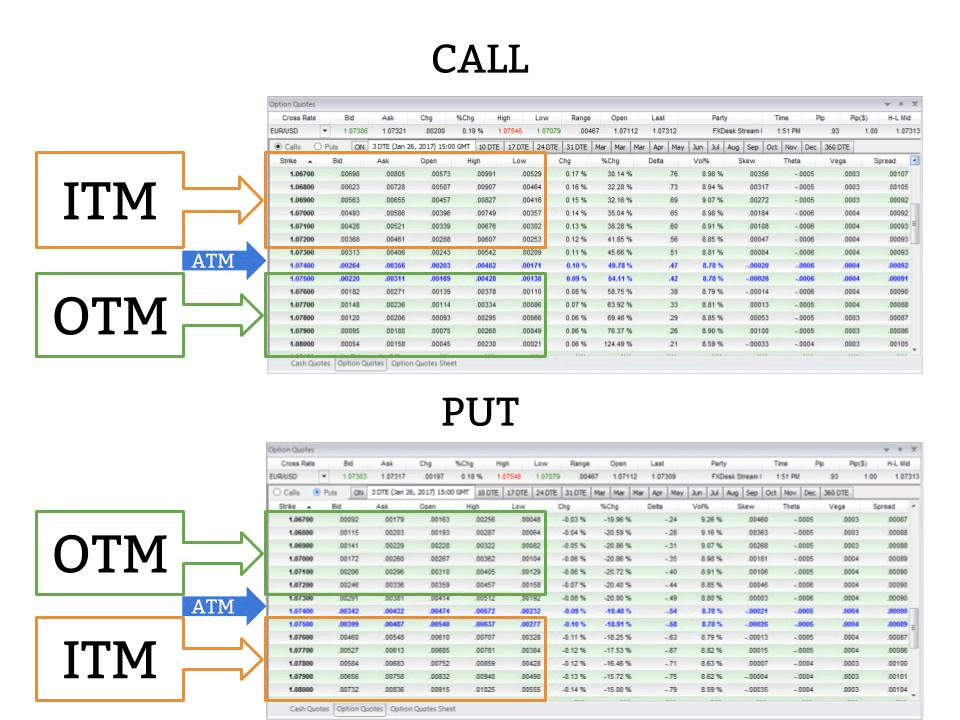 CALL
Option Quotes
Cross Rate Bid Ask Chg %Chg High Low Range Open Last Party Time Pip Pip($) H-L Mid
EUR/USD 1.07306 1.07321 .00200 0.19 % 1.07546 1.07079 .00467 1.07112 1.07312 FXDesk Stream I 1:51 PM .93 1.00 1.07313
Calls Puts ON 3 DTE (Jan 26, 2017) 15:00 GMT 10 DTE 17 DTE 24 DTE 31 DTE Mar Mar Mar Apr May Jun Jul Aug Sep Oct Nov Dec 360 DTE
Strike Bid Ask Open High Low Chg %Chg Delta Vol% Skew Theta Vega Spread
1.06700 .00698 .00805 .00573 .00991 .00529 0.17 % 30.14 % .76 8.98 % .00356 -.0005 .0003 .00107
1.06800 .00623 .00728 .00507 .00907 .00464 0.16 % 32.28 % .73 8.94 % .00317 -.0005 .0003 .00105
1.06900 .00563 .00655 .00457 .00827 .00416 0.15 % 32.16 % .69 9.07 % .00272 -.0005 .0003 .00092
1.07000 .00493 .00586 .00396 .00749 .00357 0.14 % 35.04 % .65 8.98 % .00184 -.0006 .0004 .00092
1.07100 .00428 .00521 .00339 .00676 .00302 0.13 % 38.28 % .60 8.91 % .00108 -.0006 .0004 .00093
1.07200 .00368 .00461 .00288 .00607 .00253 0.12 % 41.85 % .56 8.85 % .00047 -.0006 .0004 .00093
1.07300 .00313 .00406 .00243 .00542 .00209 0.11 % 45.66 % .51 8.81 % .00004 -.0006 .0004 .00093
1.07400 .00264 .00356 .00203 .00482 .00171 0.10 % 49.78 % .47 8.78 % -.00020 -.0006 .0004 .00092
1.07500 .00220 .00311 .00169 .00428 .00138 0.09 % 54.11 % .42 8.78 % -.00026 -.0006 .0004 .00091
1.07600 .00182 .00271 .00139 .00378 .00110 0.08 % 58.75 % .38 8.79 % -.00014 -.0006 .0004 .00090
1.07700 .00148 .00236 .00114 .00334 .00086 0.07 % 63.92 % .33 8.81 % .00013 -.0005 .0004 .00088
1.07800 .00120 .00206 .00093 .00295 .00066 0.06 % 69.46 % .29 8.85 % .00053 -.0005 .0003 .00087
1.07900 .00095 .00180 .00075 .00260 .00049 0.06 % 76.37 % .26 8.90 % .00100 -.0005 .0003 .00086
1.08000 .00054 .00158 .00045 .00230 .00021 0.06 % 124.49 % .21 8.59 % -.00033 -.0004 .0003 .00105
Cash Quotes Option Quotes Option Quotes Sheet
ITM
ATM
OTM
PUT
Option Quotes
Cross Rate Bid Ask Chg %Chg High Low Range Open Last Party Time Pip Pip($) H-L Mid
EUR/USD 1.07303 1.07317 .00197 0.18 % 1.07546 1.07079 .00467 1.07112 1.07309 FXDesk Stream I 1:51 PM .93 1.00 1.07313
Calls Puts ON 3 DTE (Jan 26, 2017) 15:00 GMT 10 DTE 17 DTE 24 DTE 31 DTE Mar Mar Mar Apr May Jun Jul Aug Sep Oct Nov Dec 360 DTE
Strike Bid Ask Open High Low Chg %Chg Delta Vol% Skew Theta Vega Spread
1.06700 .00092 .00179 .00163 .00256 .00048 -0.03 % -19.96 % -.24 9.26 % .00460 -.0005 .0003 .00087
1.06800 .00115 .00203 .00193 .00287 .00064 -0.04 % -20.59 % -.28 9.16 % .00363 -.0005 .0003 .00088
1.06900 .00141 .00229 .00228 .00322 .00082 -0.05 % -20.86 % -.31 9.07 % .00268 -.0005 .0003 .00088
1.07000 .00172 .00260 .00267 .00362 .00104 -0.06 % -20.86 % -.35 8.98 % .00181 -.0005 .0004 .00089
1.07100 .00206 .00296 .00310 .00405 .00129 -0.06 % -20.72 % -.40 8.91 % .00106 -.0005 .0004 .00090
1.07200 .00246 .00336 .00359 .00457 .00158 -0.07 % -20.40 % -.44 8.85 % .00046 -.0006 .0004 .00090
1.07300 .00291 .00381 .00414 .00512 .00192 -0.08 % -20.00 % -.49 8.80 % .00003 -.0006 .0004 .00090
1.07400 .00342 .00432 .00474 .00572 .00232 -0.09 % -19.48 % -.54 8.78 % -.00021 -.0005 .0004 .00090
1.07500 .00399 .00487 .00540 .00637 .00277 -0.10 % -18.91 % -.58 8.78 % -.00026 -.0005 .0004 .00089
1.07600 .00460 .00548 .00610 .00707 .00328 -0.11 % -18.25 % -.63 8.79 % -.00013 -.0005 .0004 .00087
1.07700 .00527 .00613 .00685 .00781 .00384 -0.12 % -17.53 % -.67 8.82 % .00015 -.0005 .0004 .00086
1.07800 .00584 .00683 .00752 .00859 .00428 -0.12 % -16.46 % -.71 8.63 % .00007 -.0004 .0003 .00100
1.07900 .00656 .00758 .00832 .00940 .00490 -0.13 % -15.72 % -.75 8.62 % -.00004 -.0004 .0003 .00101
1.08000 .00732 .00836 .00915 .01025 .00555 -0.14 % -15.00 % -.79 8.59 % -.00035 -.0004 .0003 .00104
Cash Quotes Option Quotes Option Quotes Sheet
OTM
ATM
ITM